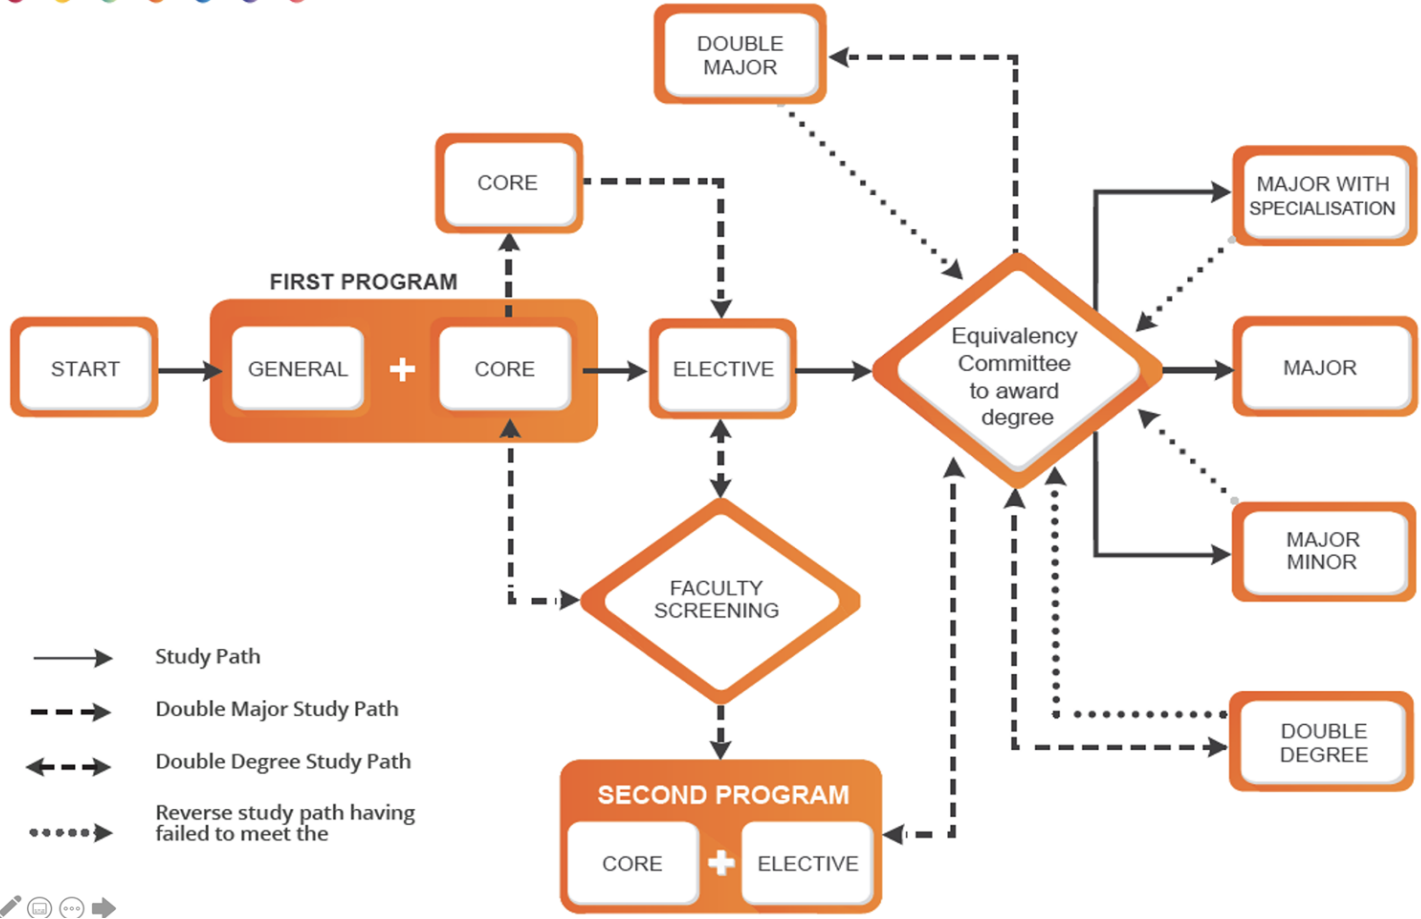 DOUBLE
MAJOR
CORE
MAJOR WITH
SPECIALISATION
FIRST PROGRAM
START
GENERAL
+
CORE
ELECTIVE
Equivalency
Committee
to award
degree
MAJOR
MAJOR
MINOR
FACULTY
SCREENING
DOUBLE
DEGREE
SECOND PROGRAM
CORE
+
ELECTIVE
Study Path
Double Major Study Path
Double Degree Study Path
Reverse study path having
failed to meet the